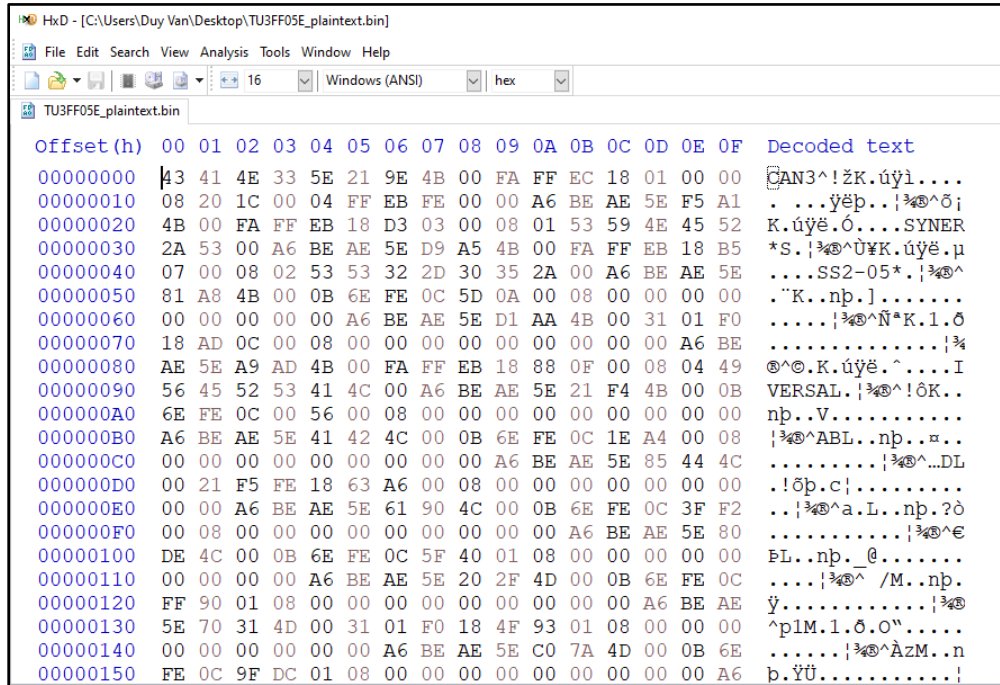 HxD - [C:\Users\Duy Van\Desktop\TU3FF05E_plaintext.bin]
File Edit Search View Analysis Tools Window Help
16 Windows (ANSI) hex
TU3FF05E_plaintext.bin
Offset(h) 00 01 02 03 04 05 06 07 08 09 0A 0B 0C 0D 0E 0F Decoded text
00000000 43 41 4E 33 5E 21 9E 4B 00 FA FF EC 18 01 00 00 CAN3^!žK.úÿì....
00000010 08 20 1C 00 04 FF EB FE 00 00 A6 BE AE 5E F5 A1 . ...ÿëþ..¦¾®^õ¡
00000020 4B 00 FA FF EB 18 D3 03 00 08 01 53 59 4E 45 52 K.úÿë.Ó....SYNER
00000030 2A 53 00 A6 BE AE 5E D9 A5 4B 00 FA FF EB 18 B5 *S.¦¾®^Ù¥K.úÿë.µ
00000040 07 00 08 02 53 53 32 2D 30 35 2A 00 A6 BE AE 5E ....SS2-05*.¦¾®^
00000050 81 A8 4B 00 0B 6E FE 0C 5D 0A 00 08 00 00 00 00 .¨K..nþ.].......
00000060 00 00 00 00 00 A6 BE AE 5E D1 AA 4B 00 31 01 F0 .....¦¾®^ѪK.1.ð
00000070 18 AD 0C 00 08 00 00 00 00 00 00 00 00 00 A6 BE ..............¦¾
00000080 AE 5E A9 AD 4B 00 FA FF EB 18 88 0F 00 08 04 49 ®^©.K.úÿë.ˆ....I
00000090 56 45 52 53 41 4C 00 A6 BE AE 5E 21 F4 4B 00 0B VERSAL.¦¾®^!ôK..
000000A0 6E FE 0C 00 56 00 08 00 00 00 00 00 00 00 00 00 nþ..V...........
000000B0 A6 BE AE 5E 41 42 4C 00 0B 6E FE 0C 1E A4 00 08 ¦¾®^ABL..nþ..¤..
000000C0 00 00 00 00 00 00 00 00 00 A6 BE AE 5E 85 44 4C .........¦¾®^…DL
000000D0 00 21 F5 FE 18 63 A6 00 08 00 00 00 00 00 00 00 .!õþ.c¦.........
000000E0 00 00 A6 BE AE 5E 61 90 4C 00 0B 6E FE 0C 3F F2 ..¦¾®^a.L..nþ.?ò
000000F0 00 08 00 00 00 00 00 00 00 00 00 A6 BE AE 5E 80 ...........¦¾®^€
00000100 DE 4C 00 0B 6E FE 0C 5F 40 01 08 00 00 00 00 00 ÞL..nþ._@.......
00000110 00 00 00 00 A6 BE AE 5E 20 2F 4D 00 0B 6E FE 0C ....¦¾®^ /M..nþ.
00000120 FF 90 01 08 00 00 00 00 00 00 00 00 00 A6 BE AE ÿ............¦¾®
00000130 5E 70 31 4D 00 31 01 F0 18 4F 93 01 08 00 00 00 ^p1M.1.ð.O“.....
00000140 00 00 00 00 00 00 A6 BE AE 5E C0 7A 4D 00 0B 6E ......¦¾®^ÀzM..n
00000150 FE 0C 9F DC 01 08 00 00 00 00 00 00 00 00 00 A6 þ.ŸÜ...........¦